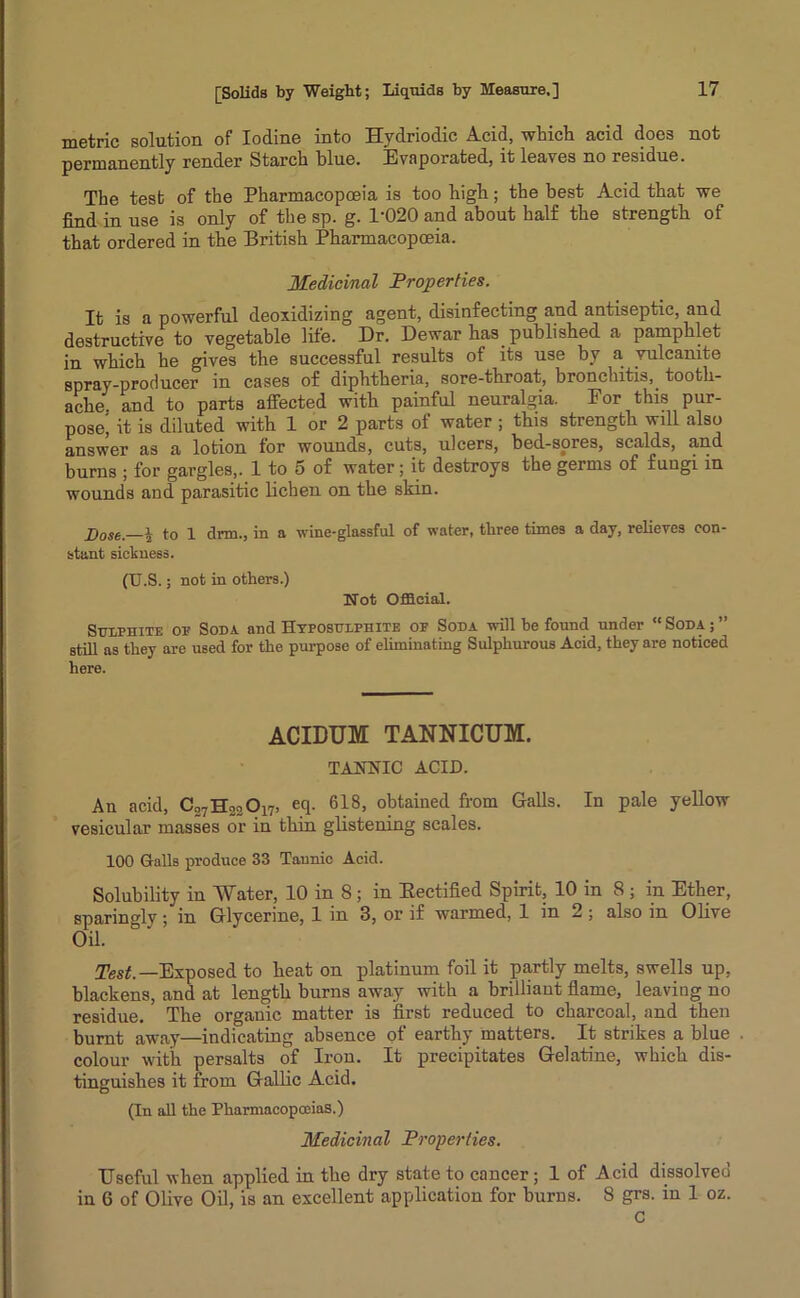 [Solids by Weight; Liquids by Measure.] 17
metric solution of Iodine into Hydriodic Acid, which acid does not
permanently render Starch blue. Evaporated, it leaves no residue.
The test of the Pharmacopœia is too high; the best Acid that we
find in use is only of the sp. g. 1·020 and about half the strength of
that ordered in the British Pharmacopœia.
Medicinal Properties.
It is a powerful deoxidizing agent, disinfecting and antiseptic, and
destructive to vegetable life. Dr. Dewar has published a pamphlet
in which he gives the successful results of its use by a vulcanite
spray-producer in cases of diphtheria, sore-throat, bronchitis, tooth-
ache, and to parts affected with painful neuralgia. For this pur-
pose, it is diluted with 1 or 2 parts of water; this strength will also
answer as a lotion for wounds, cuts, ulcers, bed-sores, scalds, and
burns; for gargles,. 1 to 5 of water; it destroys the germs of fungi in
wounds and parasitic lichen on the skin.
Dose.—½ to 1 drm., in a wine-glassful of water, three times a day, relieves con-
stant sickness.
(U.S.; not in others.)
Not Official.
Sulphite of Soda and Hyposulphite of Soda will be found under “Soda;”
still as they are used for the purpose of eliminating Sulphurous Acid, they are noticed
here.
ACIDUM TANNICUM.
TANNIC ACID.
An acid, C27H22O17, eq. 618, obtained from Galls. In pale yellow
vesicular masses or in thin glistening scales.
100 Galls produce 33 Tannic Acid.
Solubility in Water, 10 in 8; in Rectified Spirit, 10 in 8; in Ether,
sparingly; in Glycerine, 1 in 3, or if warmed, 1 in 2; also in Olive
Oil.
Test.—Exposed to heat on platinum foil it partly melts, swells up,
blackens, and at length burns away with a brilliant flame, leaving no
residue. The organic matter is first reduced to charcoal, and then
burnt away—indicating absence of earthy matters. It strikes a blue
colour with persalts of Iron. It precipitates Gelatine, which dis-
tinguishes it from Gallic Acid.
(In all the Pharmacopœias.)
Medicinal Properties.
Useful when applied in the dry state to cancer; 1 of Acid dissolved
in 6 of Olive Oil, is an excellent application for burns. 8 grs. in 1 oz.
C